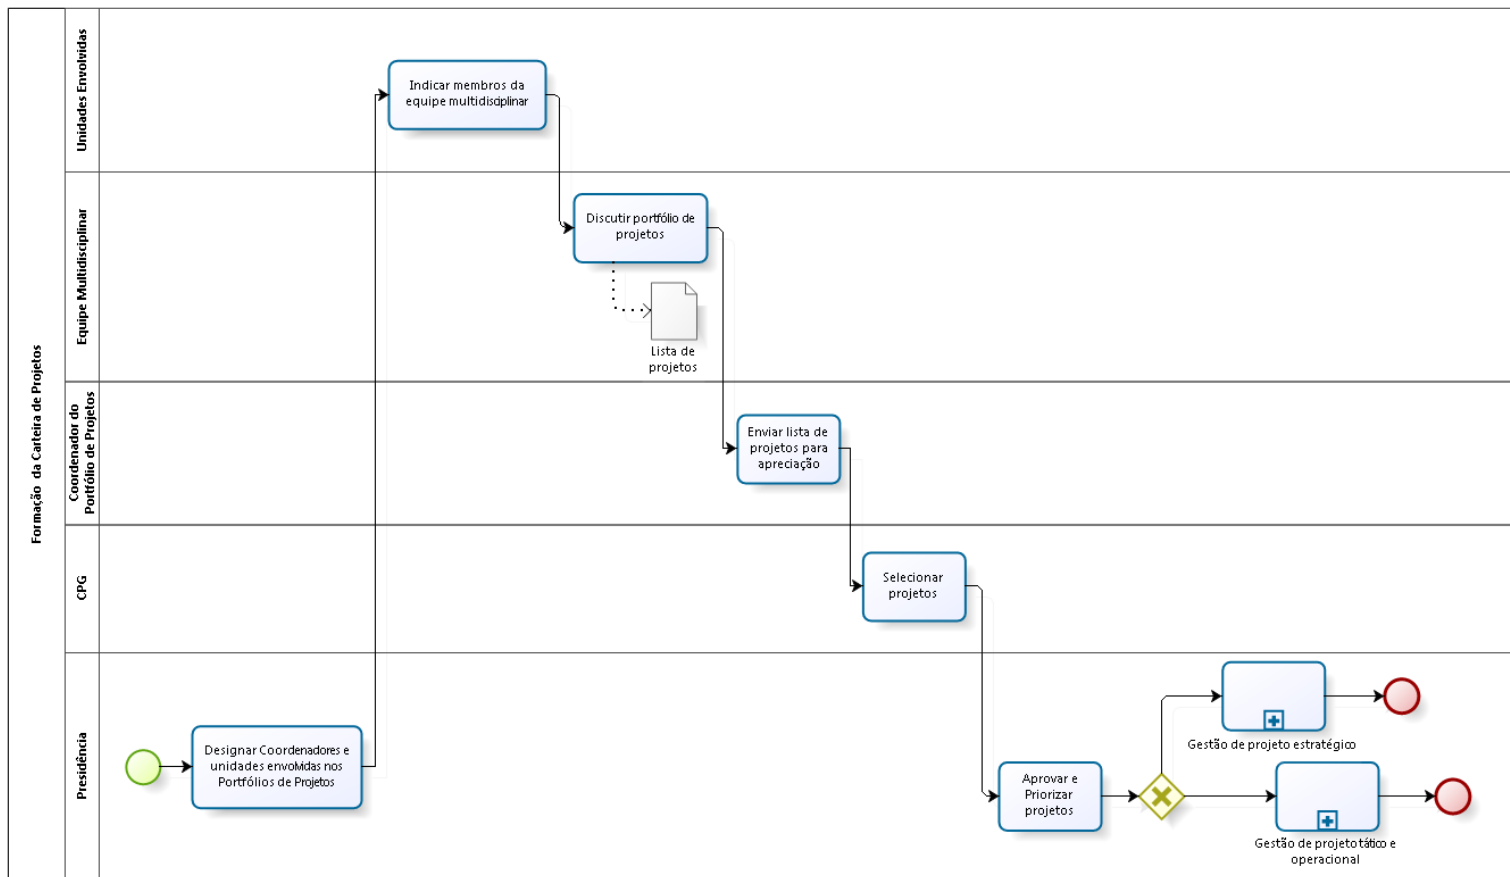 Formação da Carteira de Projetos
Unidades Envolvidas
Indicar membros da
equipe multidisciplinar
Equipe Multidisciplinar
Discutir portfólio de
projetos
Lista de
projetos
Coordenador do
Portfólio de Projetos
Enviar lista de
projetos para
apreciação
CPG
Selecionar
projetos
Presidência
Designar Coordenadores e
unidades envolvidas nos
Portfólios de Projetos
Aprovar e
Priorizar
projetos
Gestão de projeto estratégico
Gestão de projeto tático e
operacional